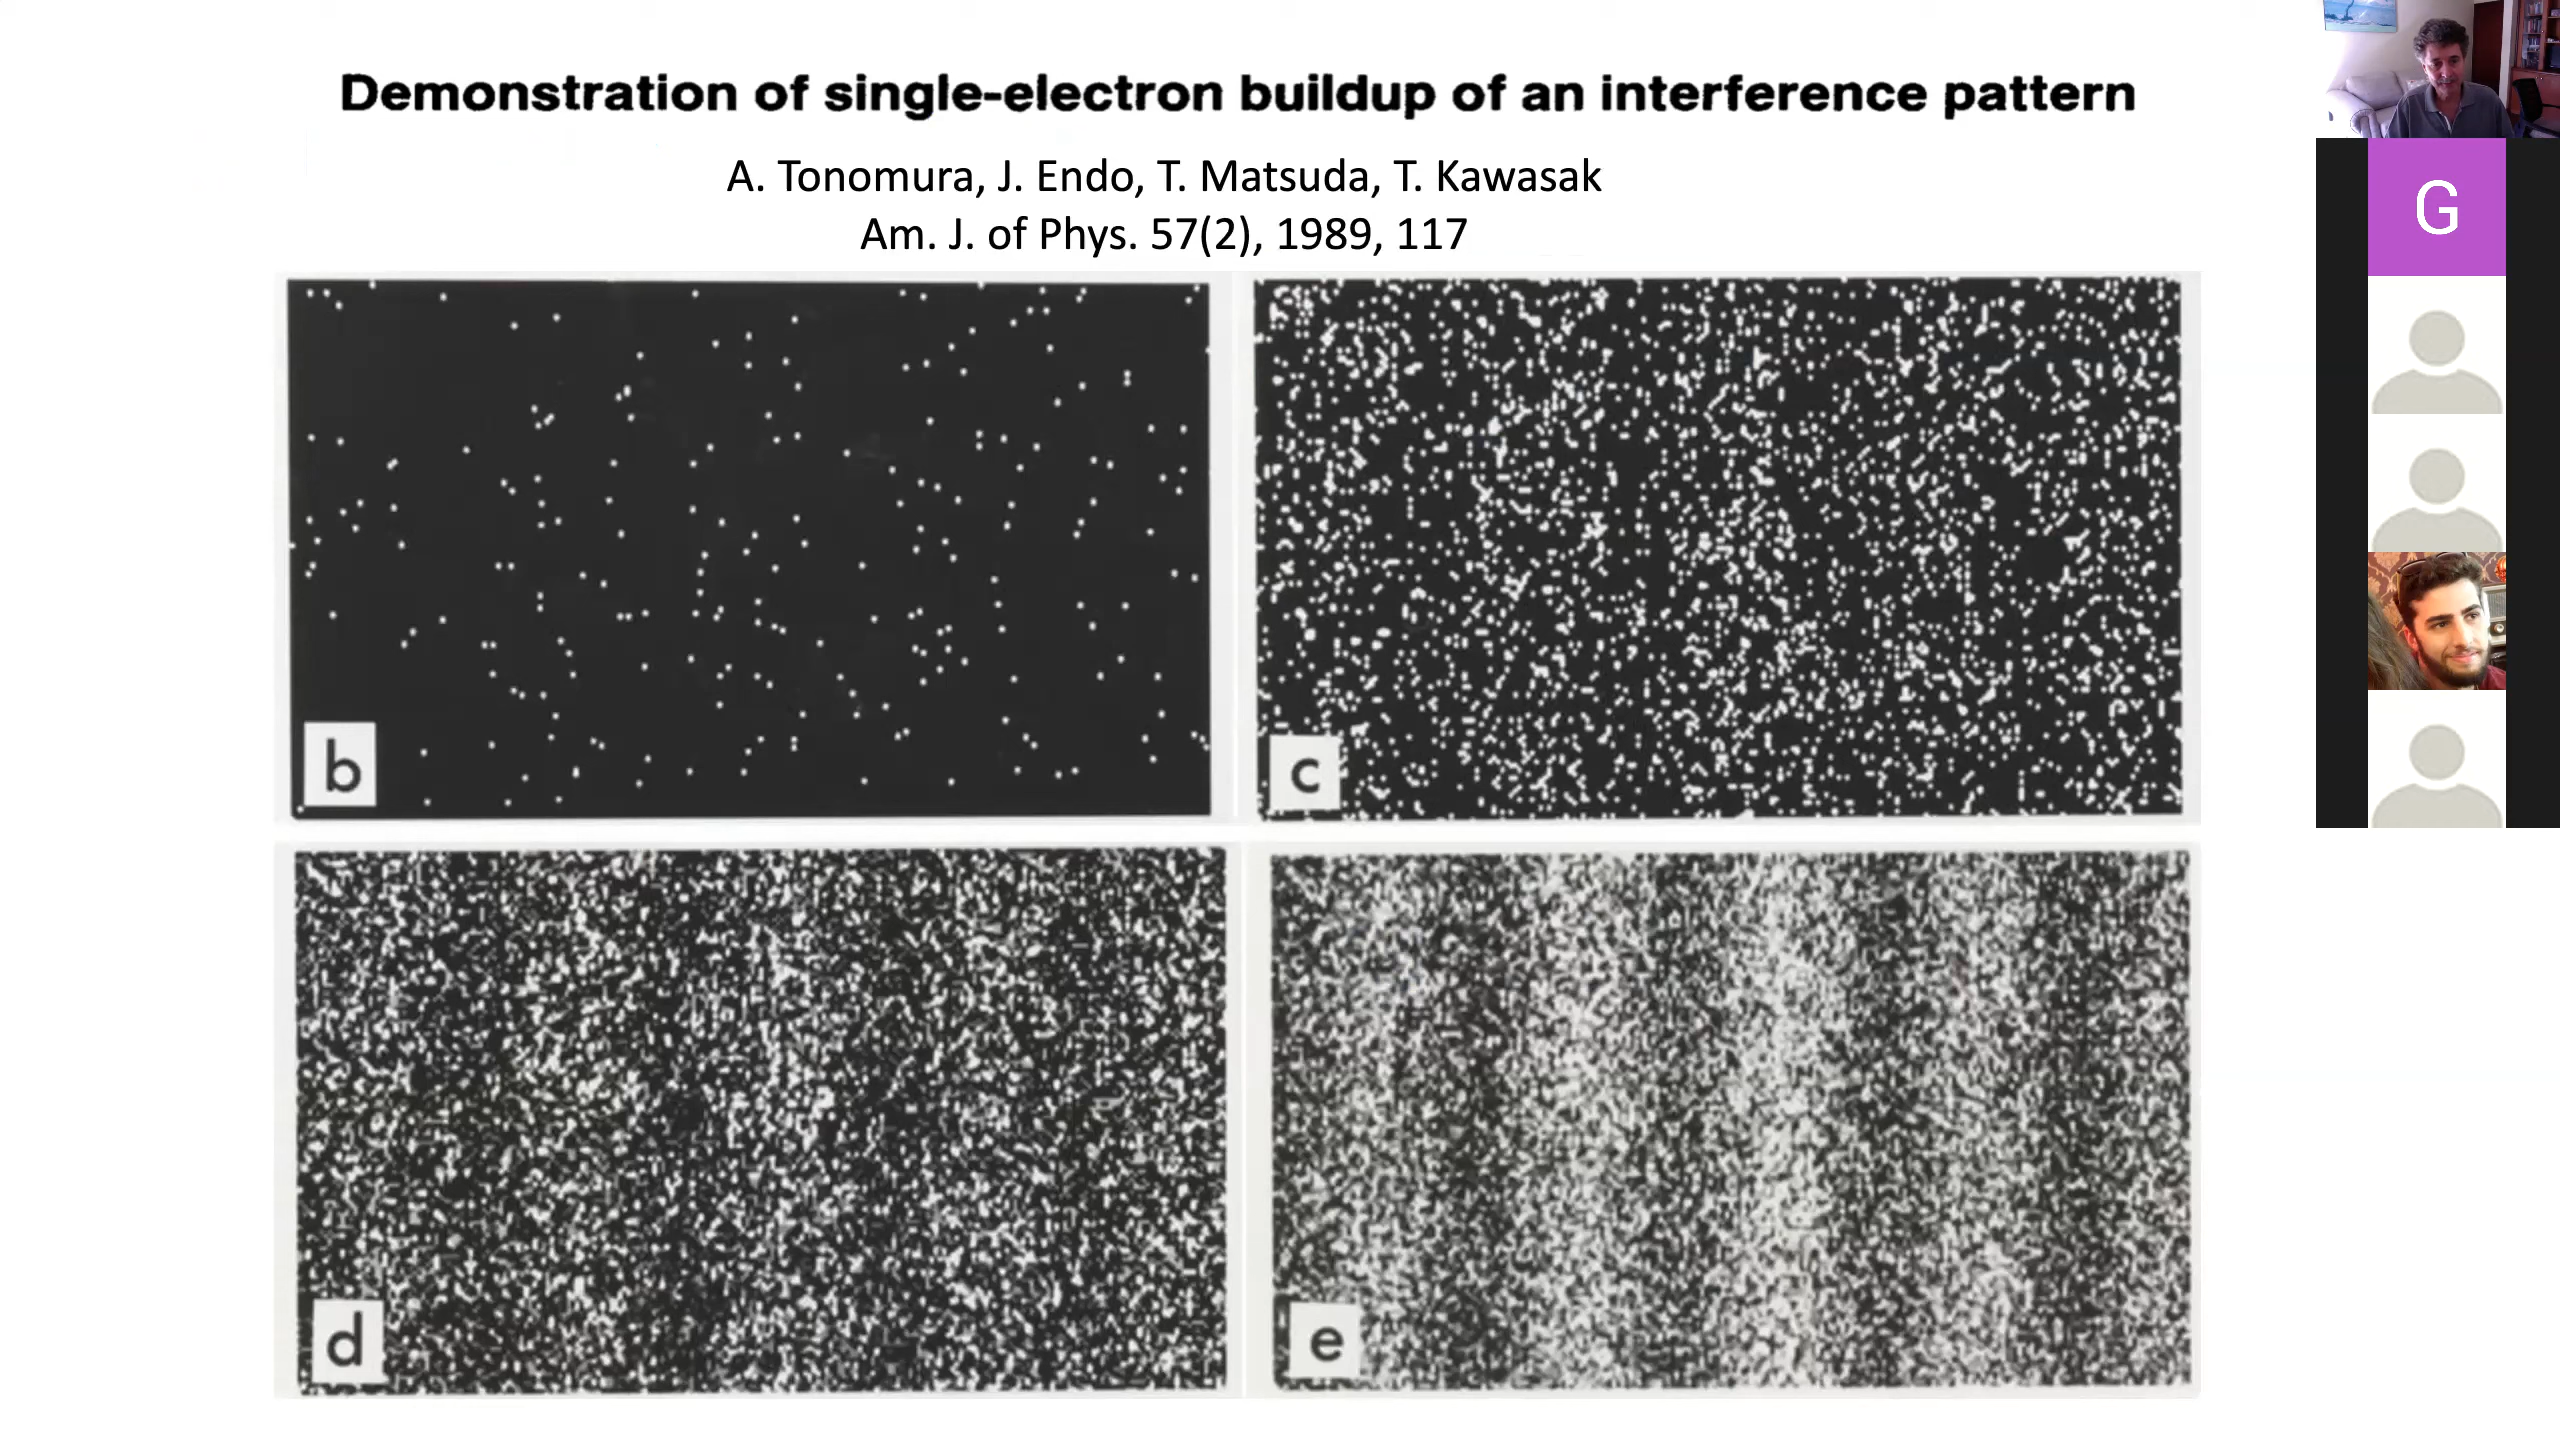 Demonstration of single-electron buildup of an interference pattern
A. Tonomura, J. Endo, T. Matsuda, T. Kawasak
Am. J. of Phys. 57(2), 1989, 117
G
b
c
d
e